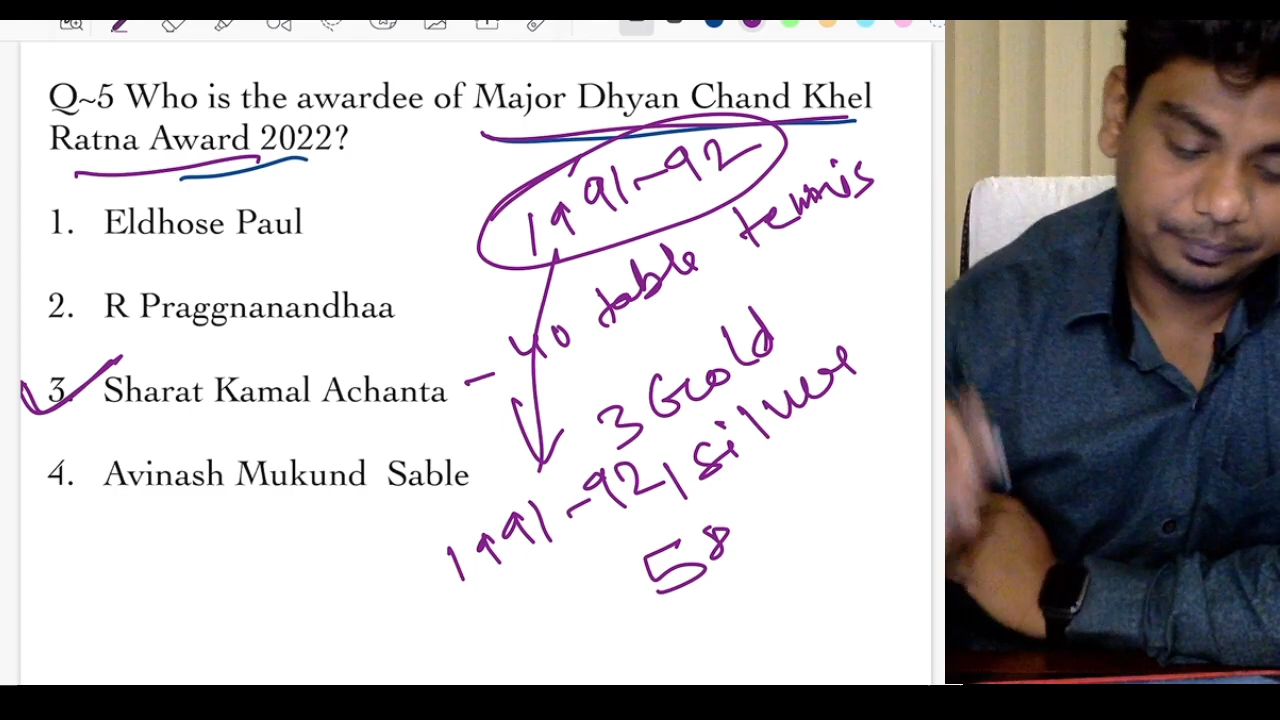 Q~5 Who is the awardee of Major Dhyan Chand Khel
Ratna Award 2022?
1991-92
1. Eldhose Paul
table tennis
2. R Praggnanandhaa
- 40
3. Sharat Kamal Achanta
3 Gold
1 silver
4. Avinash Mukund Sable
1991-92
58